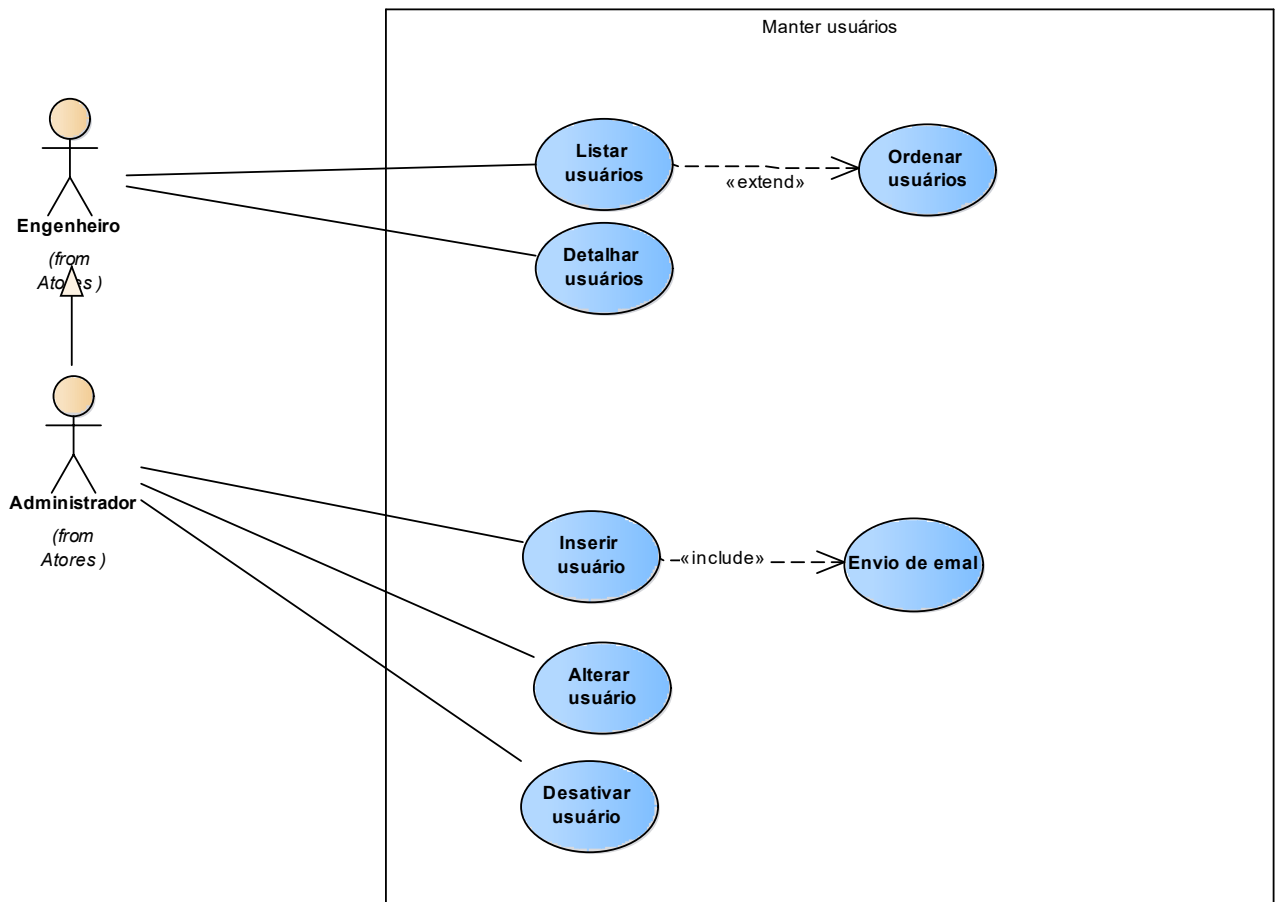 Manter usuários
Engenheiro
(from
Atores )
Listar
usuários
«extend»
Ordenar
usuários
Detalhar
usuários
Administrador
(from
Atores )
Inserir
usuário
«include»
Envio de emal
Alterar
usuário
Desativar
usuário